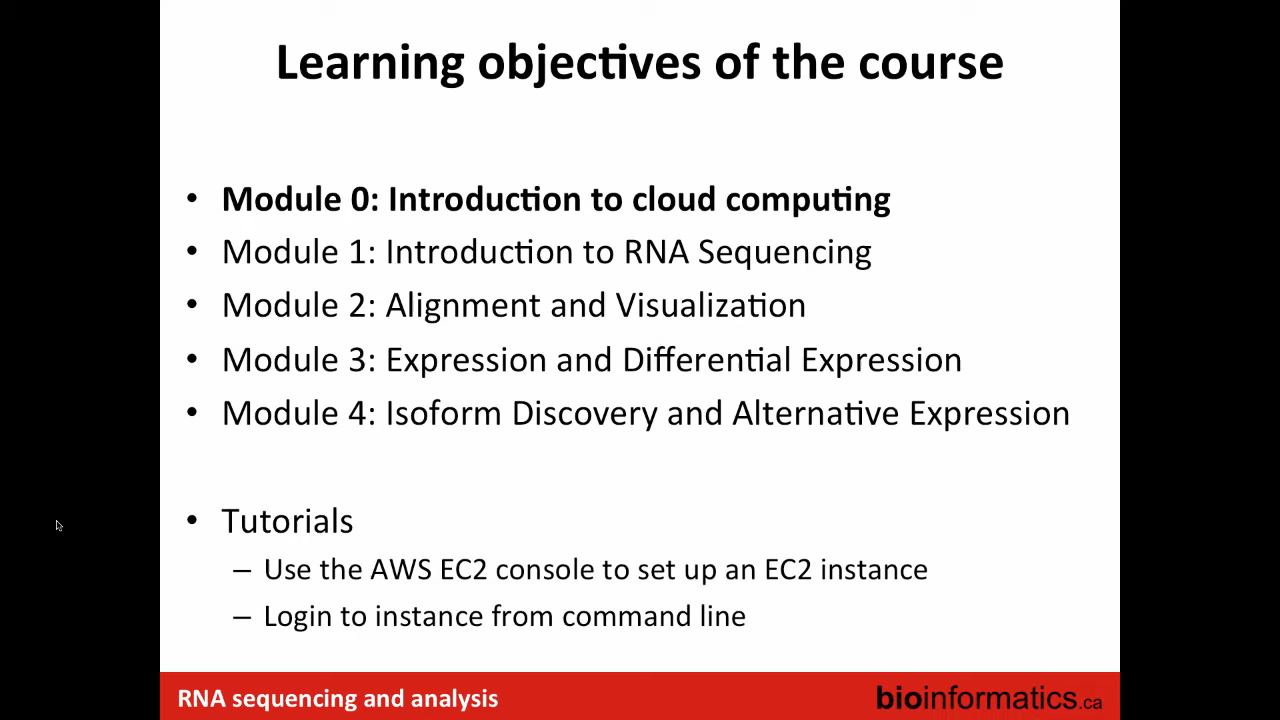 Learning objectives of the course
• Module 0: Introduction to cloud computing
• Module 1: Introduction to RNA Sequencing
• Module 2: Alignment and Visualization
• Module 3: Expression and Differential Expression
• Module 4: Isoform Discovery and Alternative Expression
• Tutorials
– Use the AWS EC2 console to set up an EC2 instance
– Login to instance from command line
RNA sequencing and analysis
bioinformatics.ca